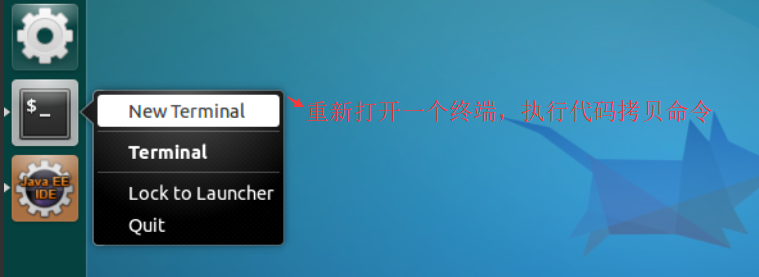 $_
New Terminal
重新打开一个终端，执行代码拷贝命令
Terminal
Lock to Launcher
Quit
Java EE
IDE